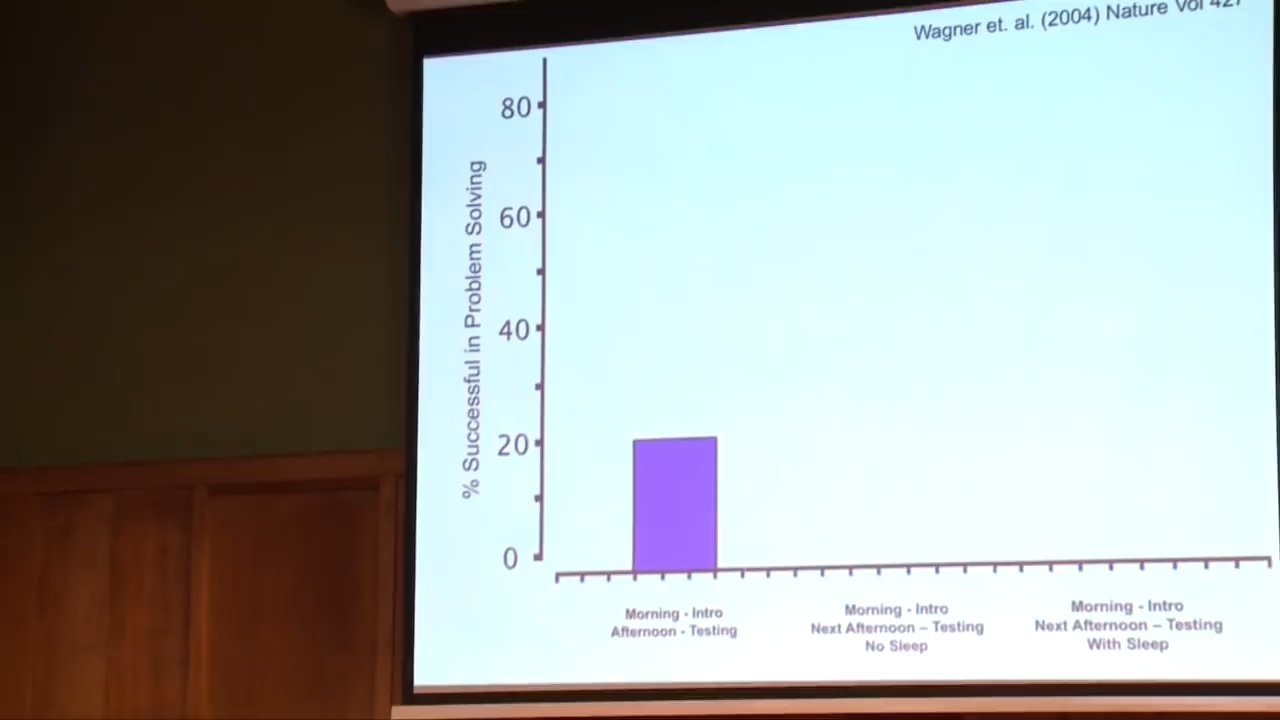 Wagner et. al. (2004) Nature Vol 427
% Successful in Problem Solving
80
60
40
20
0
Morning - Intro
Afternoon - Testing
Morning - Intro
Next Afternoon – Testing
No Sleep
Morning - Intro
Next Afternoon – Testing
With Sleep